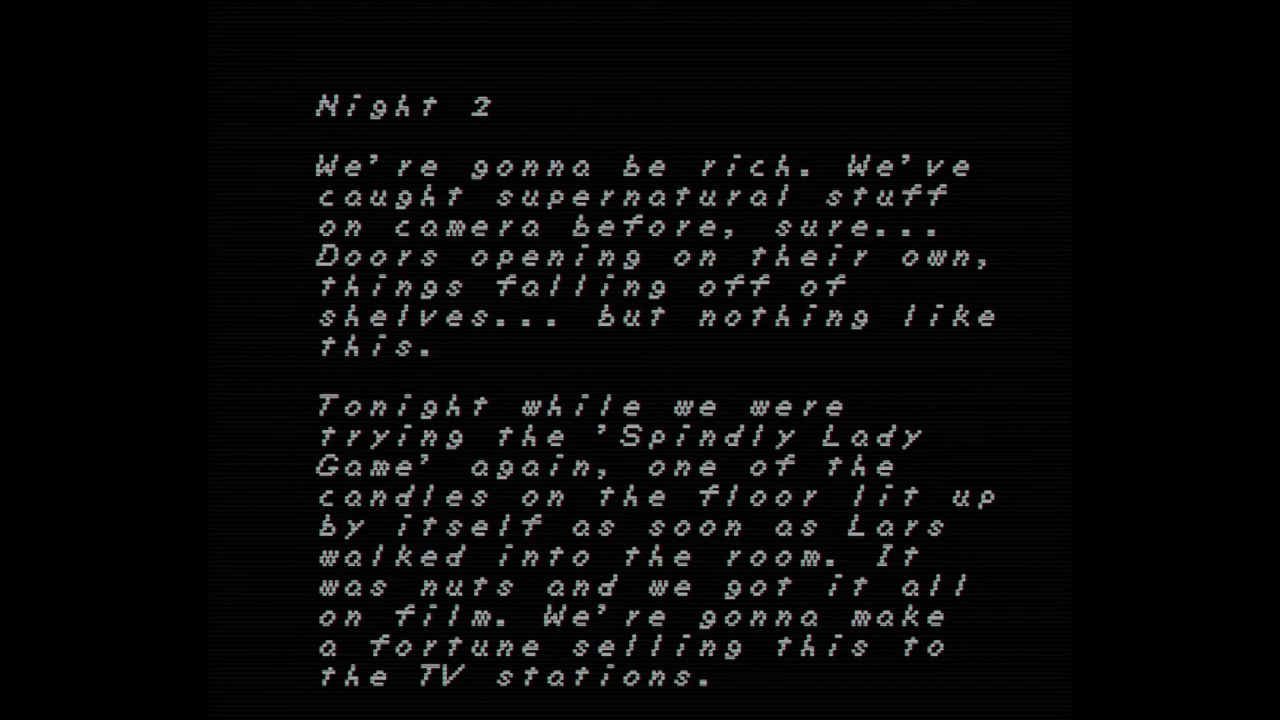 Night 2
We're gonna be rich. We've
caught supernatural stuff
on camera before, sure...
Doors opening on their own,
things falling off of
shelves... but nothing like
this.
Tonight while we were
trying the 'Spindly Lady
Game' again, one of the
candles on the floor lit up
by itself as soon as Lars
walked into the room. It
was nuts and we got it all
on film. We're gonna make
a fortune selling this to
the TV stations.